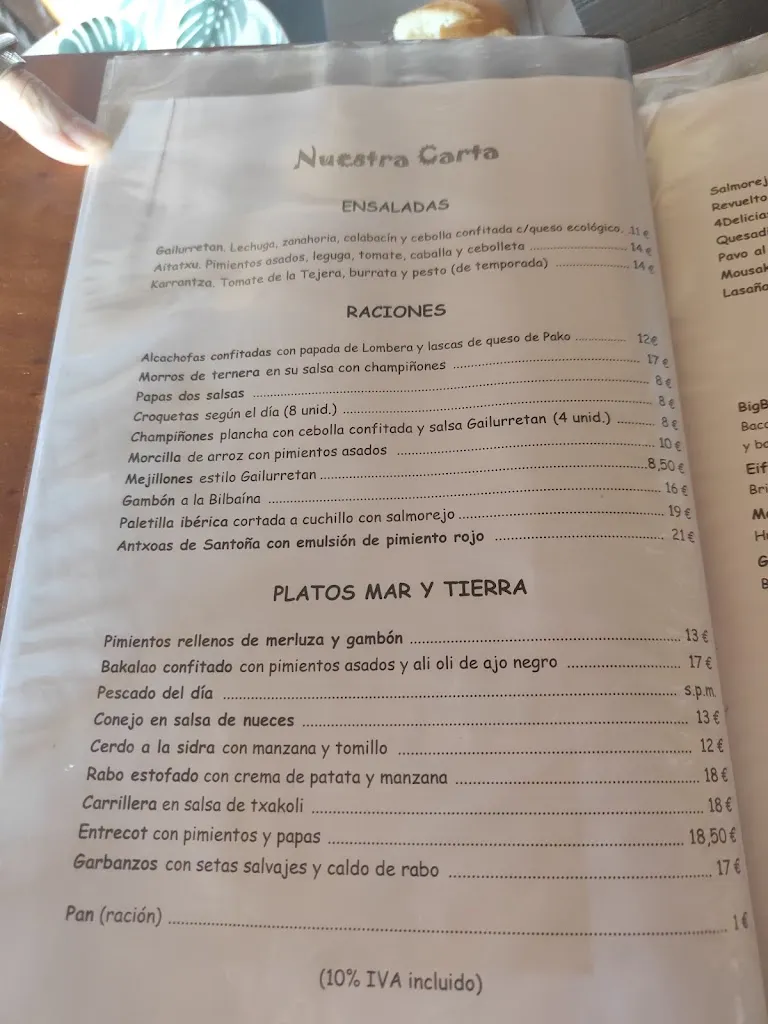 Nuestra Carta
ENSALADAS
Gailurretan. Lechuga, zanahoria, calabacín y cebolla confitada c/queso ecológico. 11 €
Aitatxu. Pimientos asados, leguga, tomate, caballa y cebolleta ........ 14 €
Karrantza. Tomate de la Tejera, burrata y pesto (de temporada) ........ 14 €
RACIONES
Alcachofas confitadas con papada de Lombera y lascas de queso de Pako ........ 12€
Morros de ternera en su salsa con champiñones ........ 17 €
Papas dos salsas ........ 8 €
Croquetas según el día (8 unid.) ........ 8 €
Champiñones plancha con cebolla confitada y salsa Gailurretan (4 unid.) ........ 8 €
Morcilla de arroz con pimientos asados ........ 10 €
Mejillones estilo Gailurretan ........ 8,50 €
Gambón a la Bilbaína ........ 16 €
Paletilla ibérica cortada a cuchillo con salmorejo ........ 19 €
Antxoas de Santoña con emulsión de pimiento rojo ........ 21 €
PLATOS MAR Y TIERRA
Pimientos rellenos de merluza y gambón ........ 13 €
Bakalao confitado con pimientos asados y ali oli de ajo negro ........ 17 €
Pescado del día ........ s.p.m.
Conejo en salsa de nueces ........ 13 €
Cerdo a la sidra con manzana y tomillo ........ 12 €
Rabo estofado con crema de patata y manzana ........ 18 €
Carrillera en salsa de txakoli ........ 18 €
Entrecot con pimientos y papas ........ 18,50 €
Garbanzos con setas salvajes y caldo de rabo ........ 17 €
Pan (ración) ........ 1 €
(10% IVA incluido)
Revuelto
Pavo al
Lasaña
y